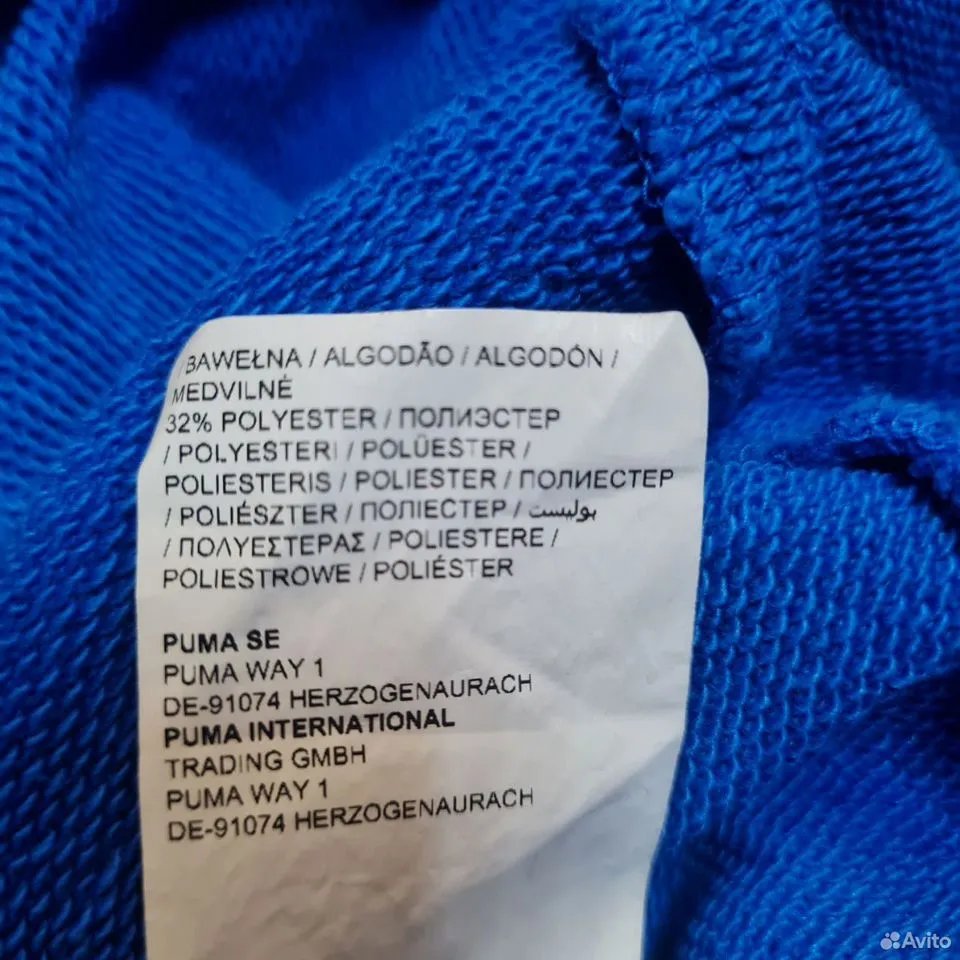 / BAWEŁNA / ALGODÃO / ALGODÓN /
MEDVILNĖ
32% POLYESTER / ПОЛИЭСТЕР
/ POLYESTERI / POLÜESTER /
POLIESTERIS / POLIESTER / ПОЛИЕСТЕР
/ POLIÉSZTER / ПОЛІЕСТЕР / بوليست
/ ΠΟΛΥΕΣΤΕΡΑΣ / POLIESTERE /
POLIESTROWE / POLIÉSTER
PUMA SE
PUMA WAY 1
DE-91074 HERZOGENAURACH
PUMA INTERNATIONAL
TRADING GMBH
PUMA WAY 1
DE-91074 HERZOGENAURACH
Avito